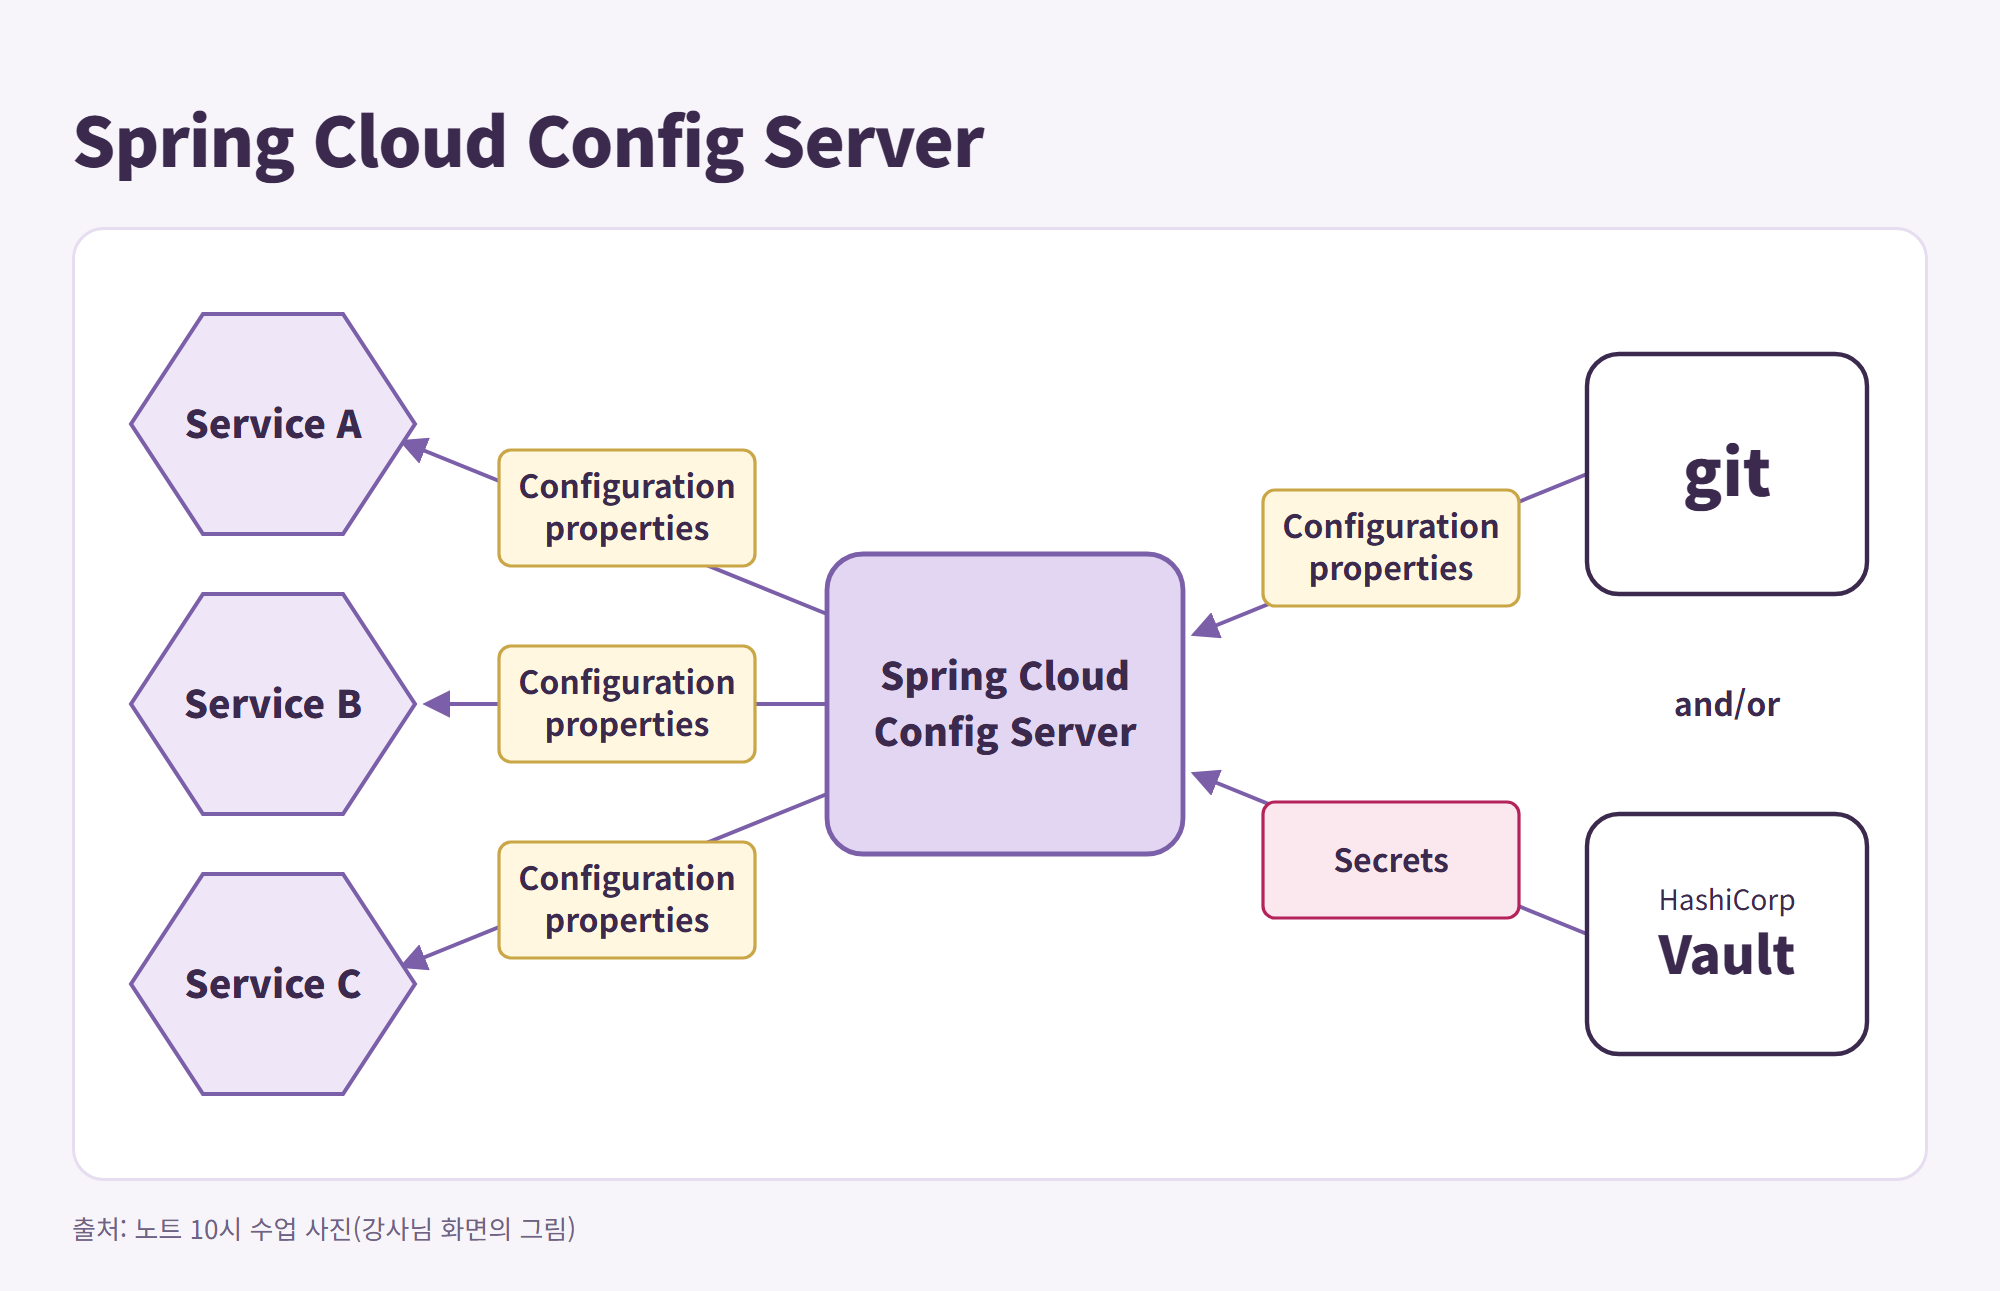 Spring Cloud Config Server
Service A
Configuration
properties
Service B
Configuration
properties
Service C
Configuration
properties
Spring Cloud
Config Server
Configuration
properties
git
and/or
Secrets
HashiCorp
Vault
출처: 노트 10시 수업 사진(강사님 화면의 그림)